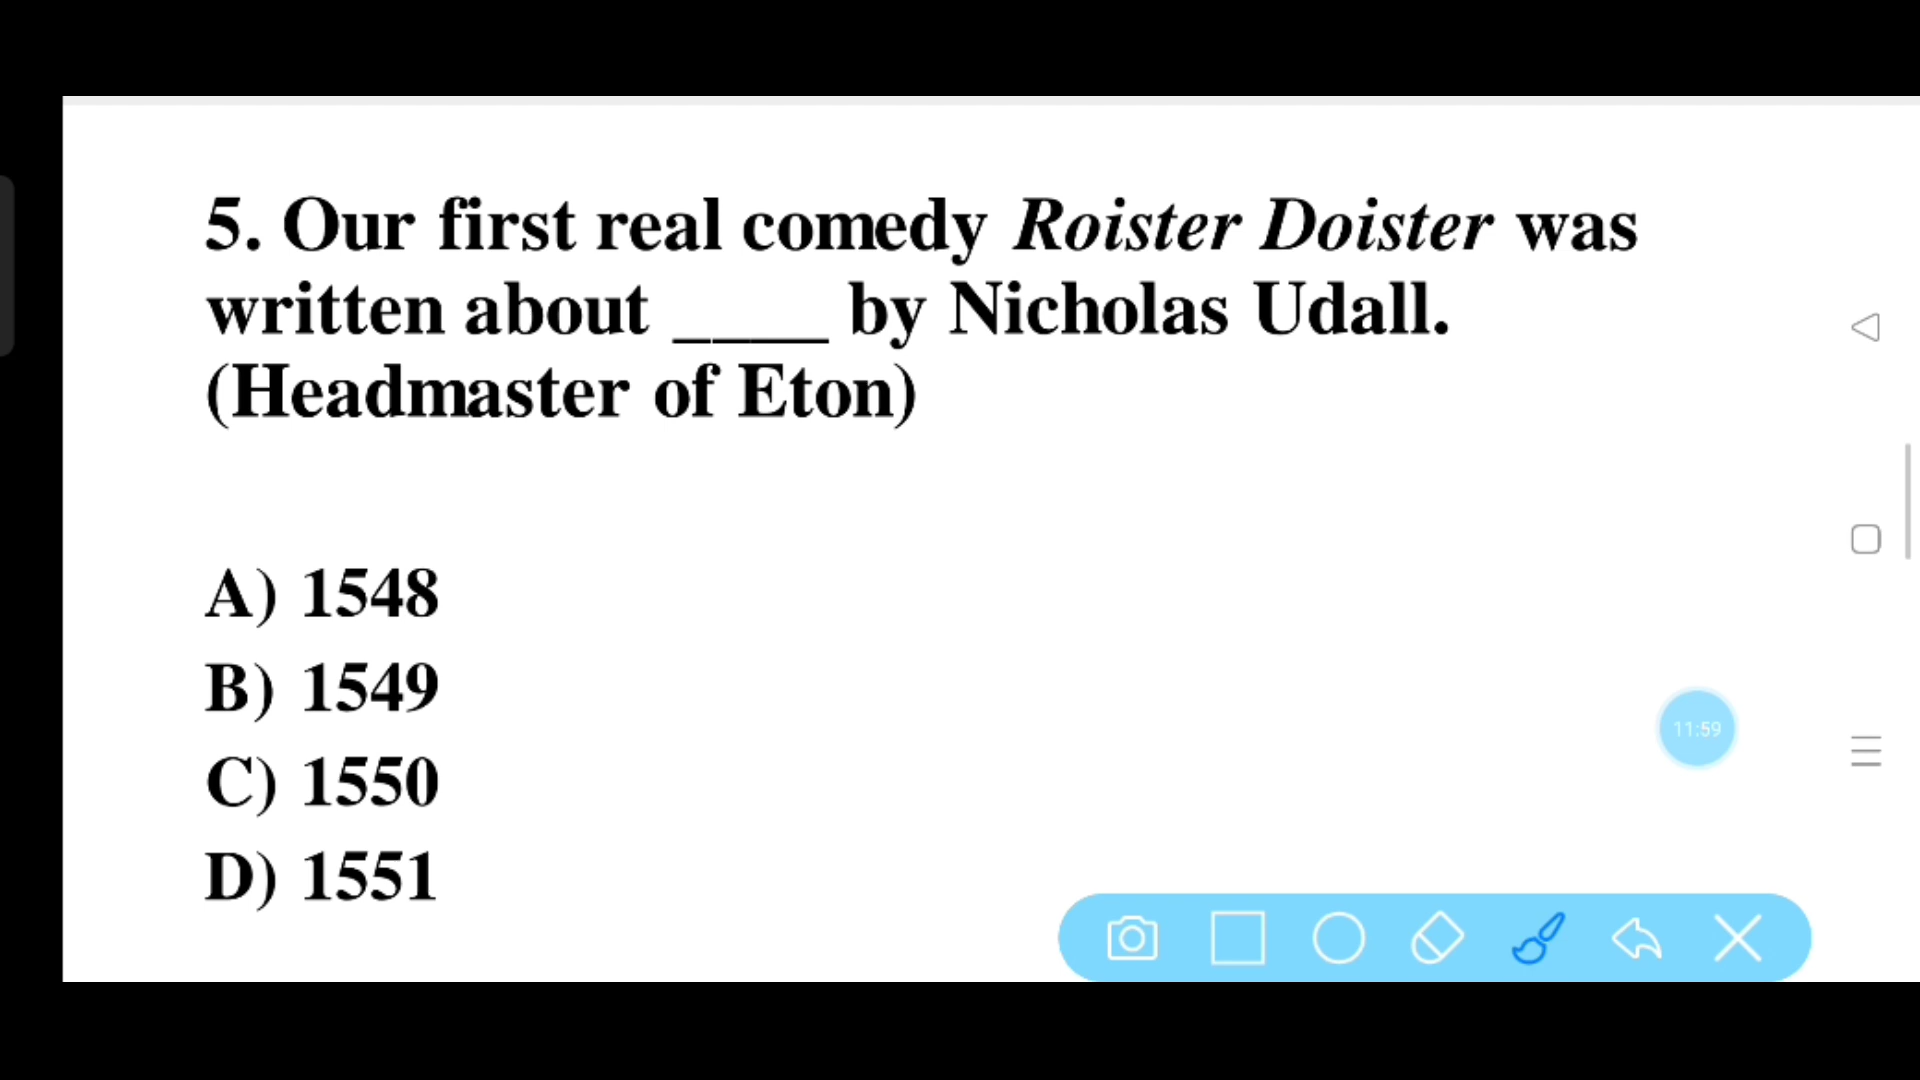 5. Our first real comedy Roister Doister was
written about ____ by Nicholas Udall.
(Headmaster of Eton)
A) 1548
B) 1549
C) 1550
D) 1551
11:59